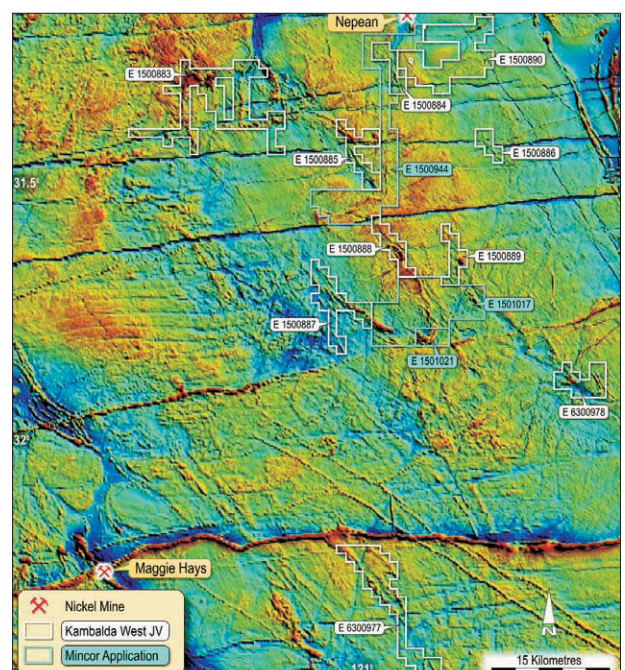 Nepean
E 1500883
E 1500890
E 1500884
E 1500885
E 1500886
E 1500944
31.5°
E 1500888
E 1500889
E 1501017
E 1500887
E 1501021
E 6300978
32°
Maggie Hays
Nickel Mine
Kambalda West JV
Mincor Application
E 6300977
N
121°
15 Kilometres